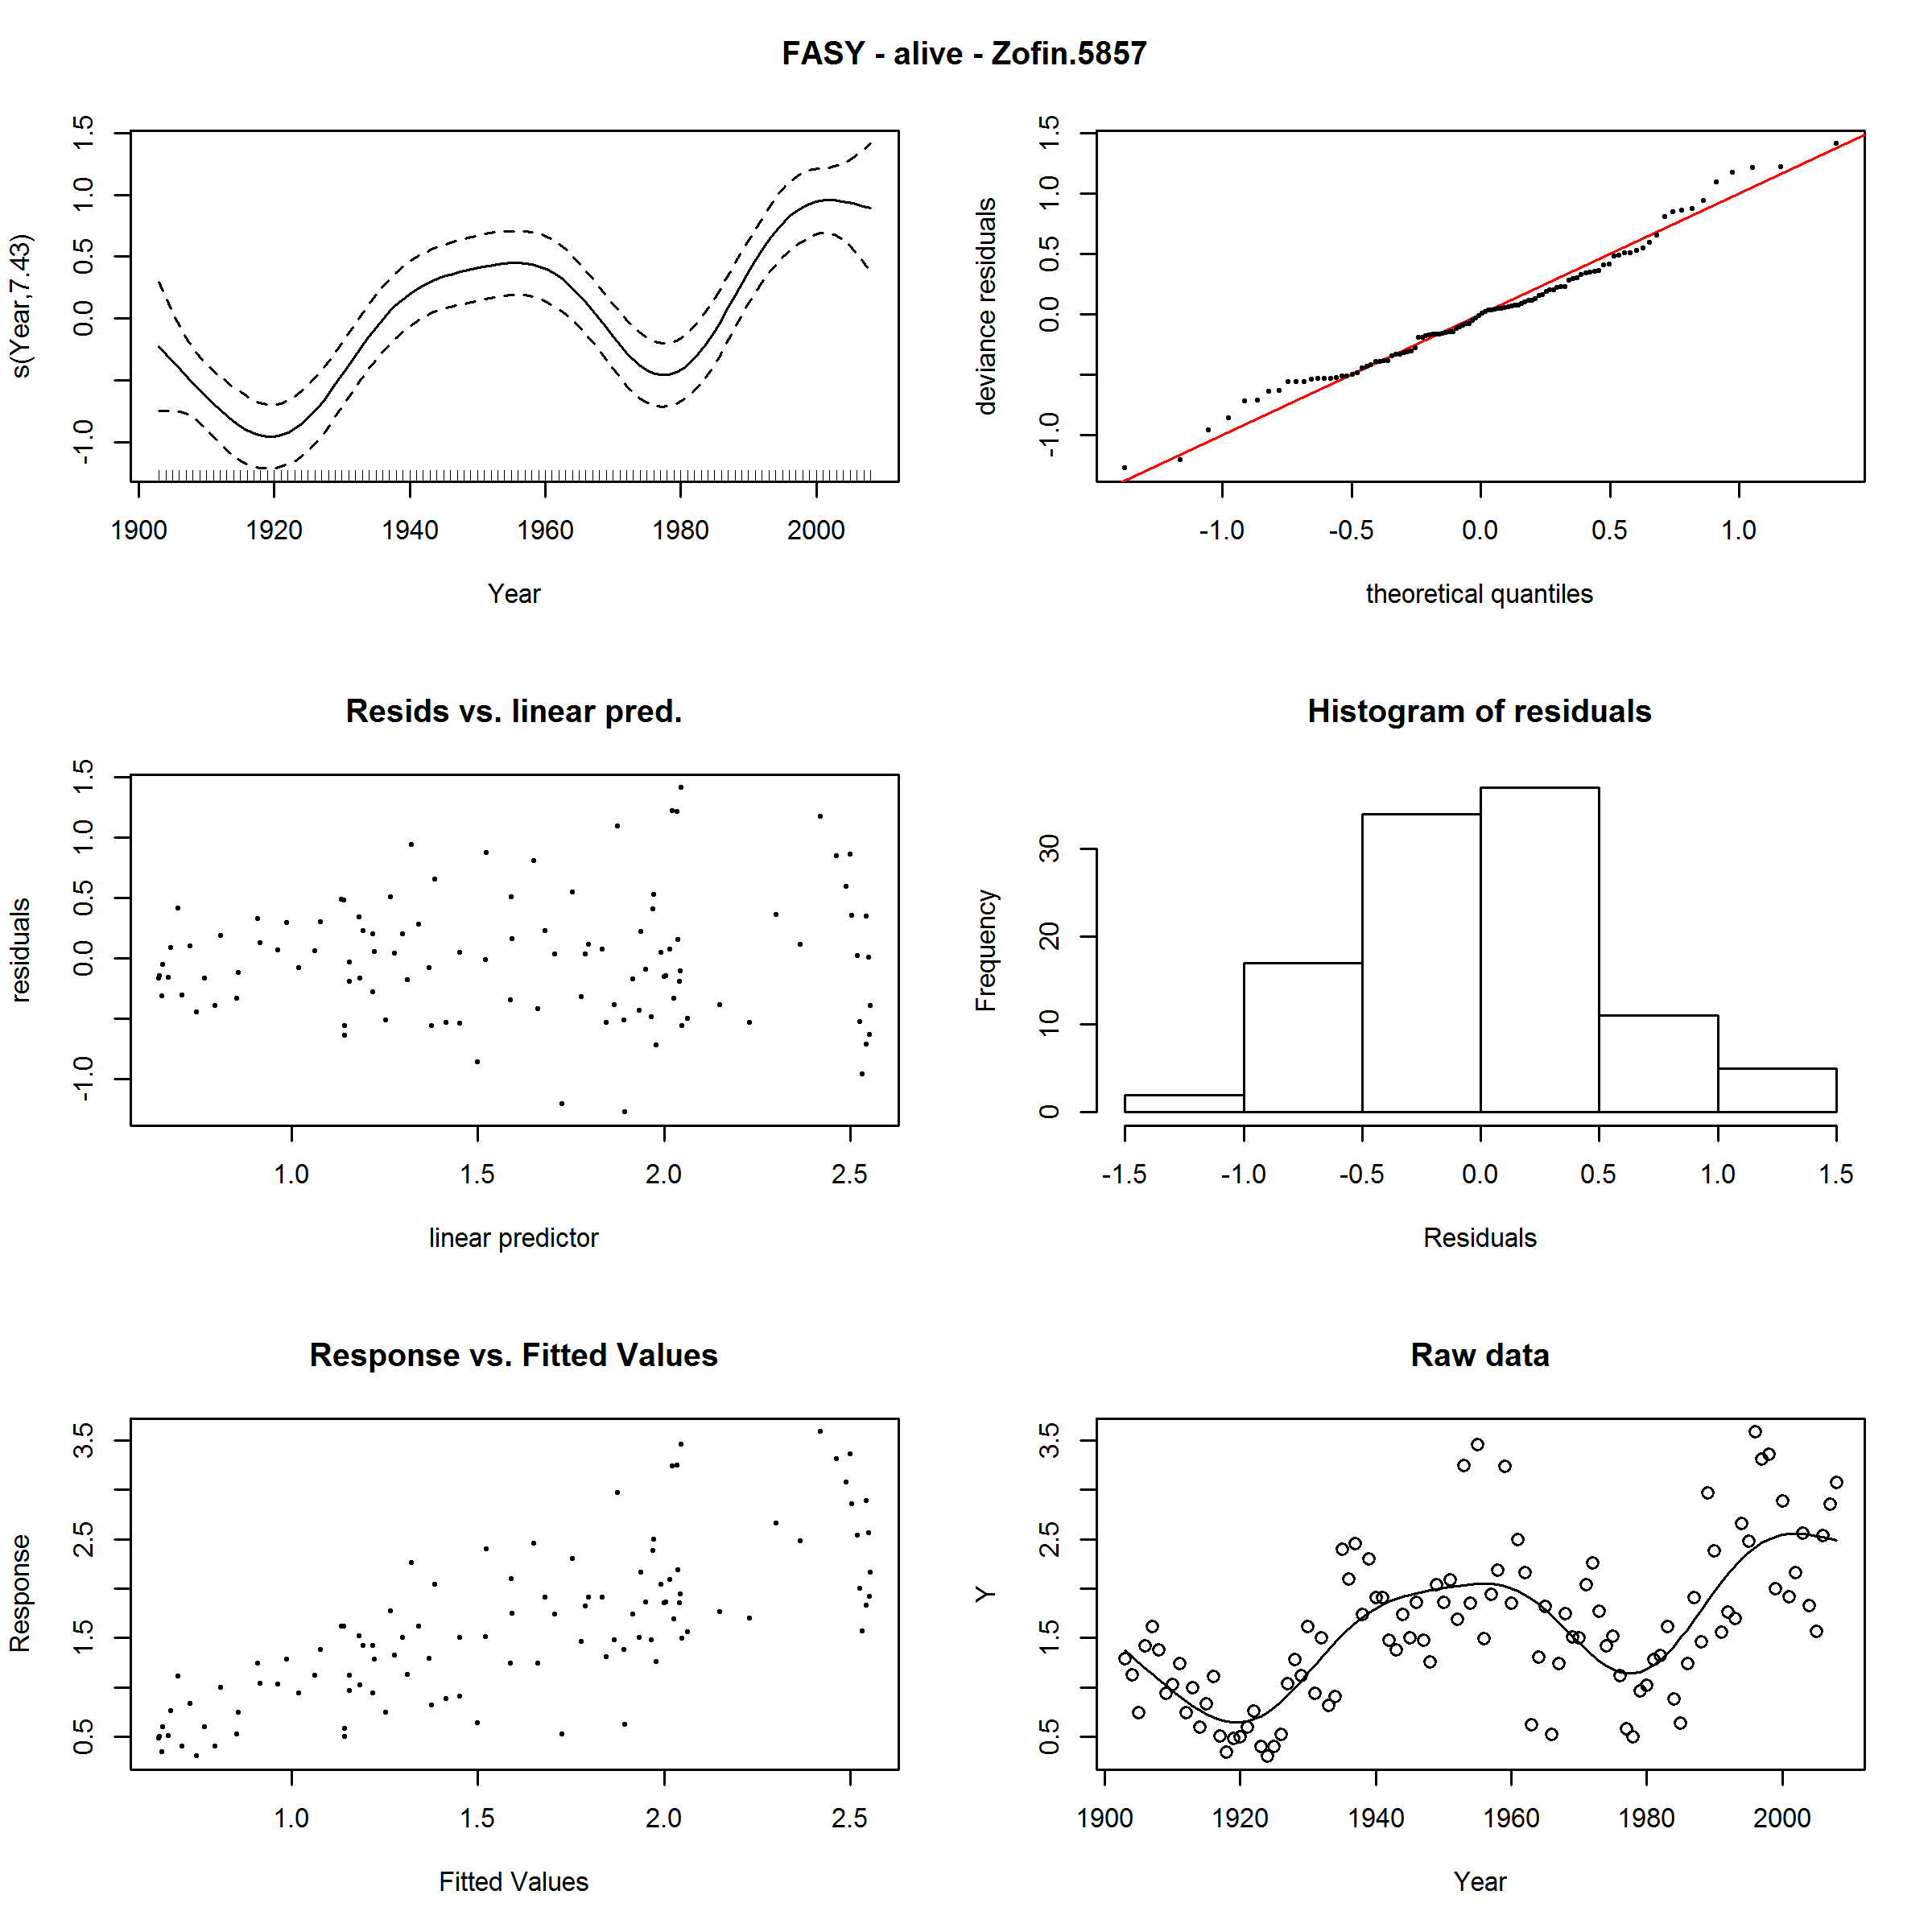 FASY - alive - Zofin.5857
s(Year,7.43)
1.5
1.0
0.5
0.0
-1.0
1900 1920 1940 1960 1980 2000
Year
deviance residuals
1.5
1.0
0.5
0.0
-1.0
-1.0 -0.5 0.0 0.5 1.0
theoretical quantiles
Resids vs. linear pred.
residuals
1.5
1.0
0.5
0.0
-1.0
1.0 1.5 2.0 2.5
linear predictor
Histogram of residuals
Frequency
30
20
10
0
-1.5 -1.0 -0.5 0.0 0.5 1.0 1.5
Residuals
Response vs. Fitted Values
Response
3.5
2.5
1.5
0.5
1.0 1.5 2.0 2.5
Fitted Values
Raw data
Y
3.5
2.5
1.5
0.5
1900 1920 1940 1960 1980 2000
Year